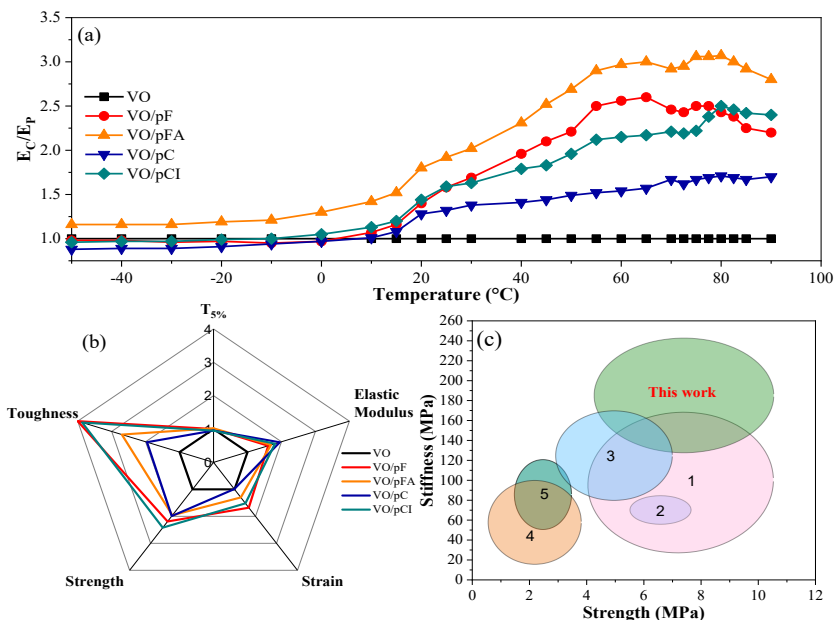 (a)
3.5
3.0
2.5
2.0
1.5
1.0
E_C/E_P
VO
VO/pF
VO/pFA
VO/pC
VO/pCI
-40
-20
0
20
40
60
80
100
Temperature (°C)
(b)
T5%
4
3
2
1
0
Elastic
Modulus
Toughness
Strength
Strain
VO
VO/pF
VO/pFA
VO/pC
VO/pCI
(c)
260
240
220
200
180
160
140
120
100
80
60
40
20
0
Stiffness (MPa)
This work
3
1
5
2
4
0
2
4
6
8
10
12
Strength (MPa)